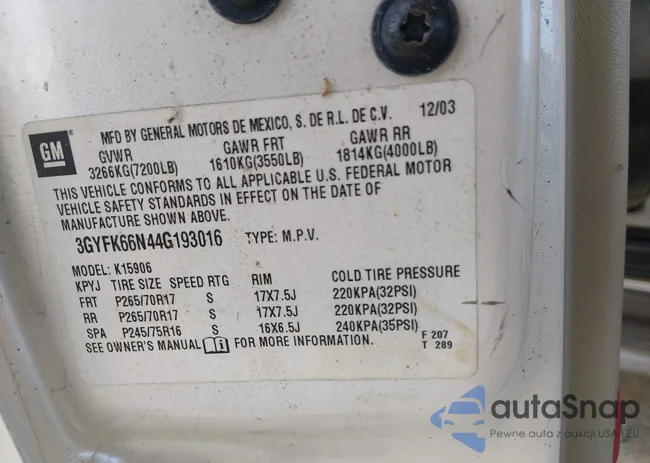 GM
MFD BY GENERAL MOTORS DE MEXICO, S. DE R.L. DE C.V. 12/03
GVWR GAWR FRT GAWR RR
3266KG(7200LB) 1610KG(3550LB) 1814KG(4000LB)
THIS VEHICLE CONFORMS TO ALL APPLICABLE U.S. FEDERAL MOTOR
VEHICLE SAFETY STANDARDS IN EFFECT ON THE DATE OF
MANUFACTURE SHOWN ABOVE.
3GYFK66N44G193016 TYPE: M.P.V.
MODEL: K15906
KPYJ TIRE SIZE SPEED RTG RIM COLD TIRE PRESSURE
FRT P265/70R17 S 17X7.5J 220KPA(32PSI)
RR P265/70R17 S 17X7.5J 220KPA(32PSI)
SPA P245/75R16 S 16X6.5J 240KPA(35PSI)
SEE OWNER'S MANUAL i FOR MORE INFORMATION.
F 207
T 289
autaSnap
Pewne auta z aukcji USA i EU